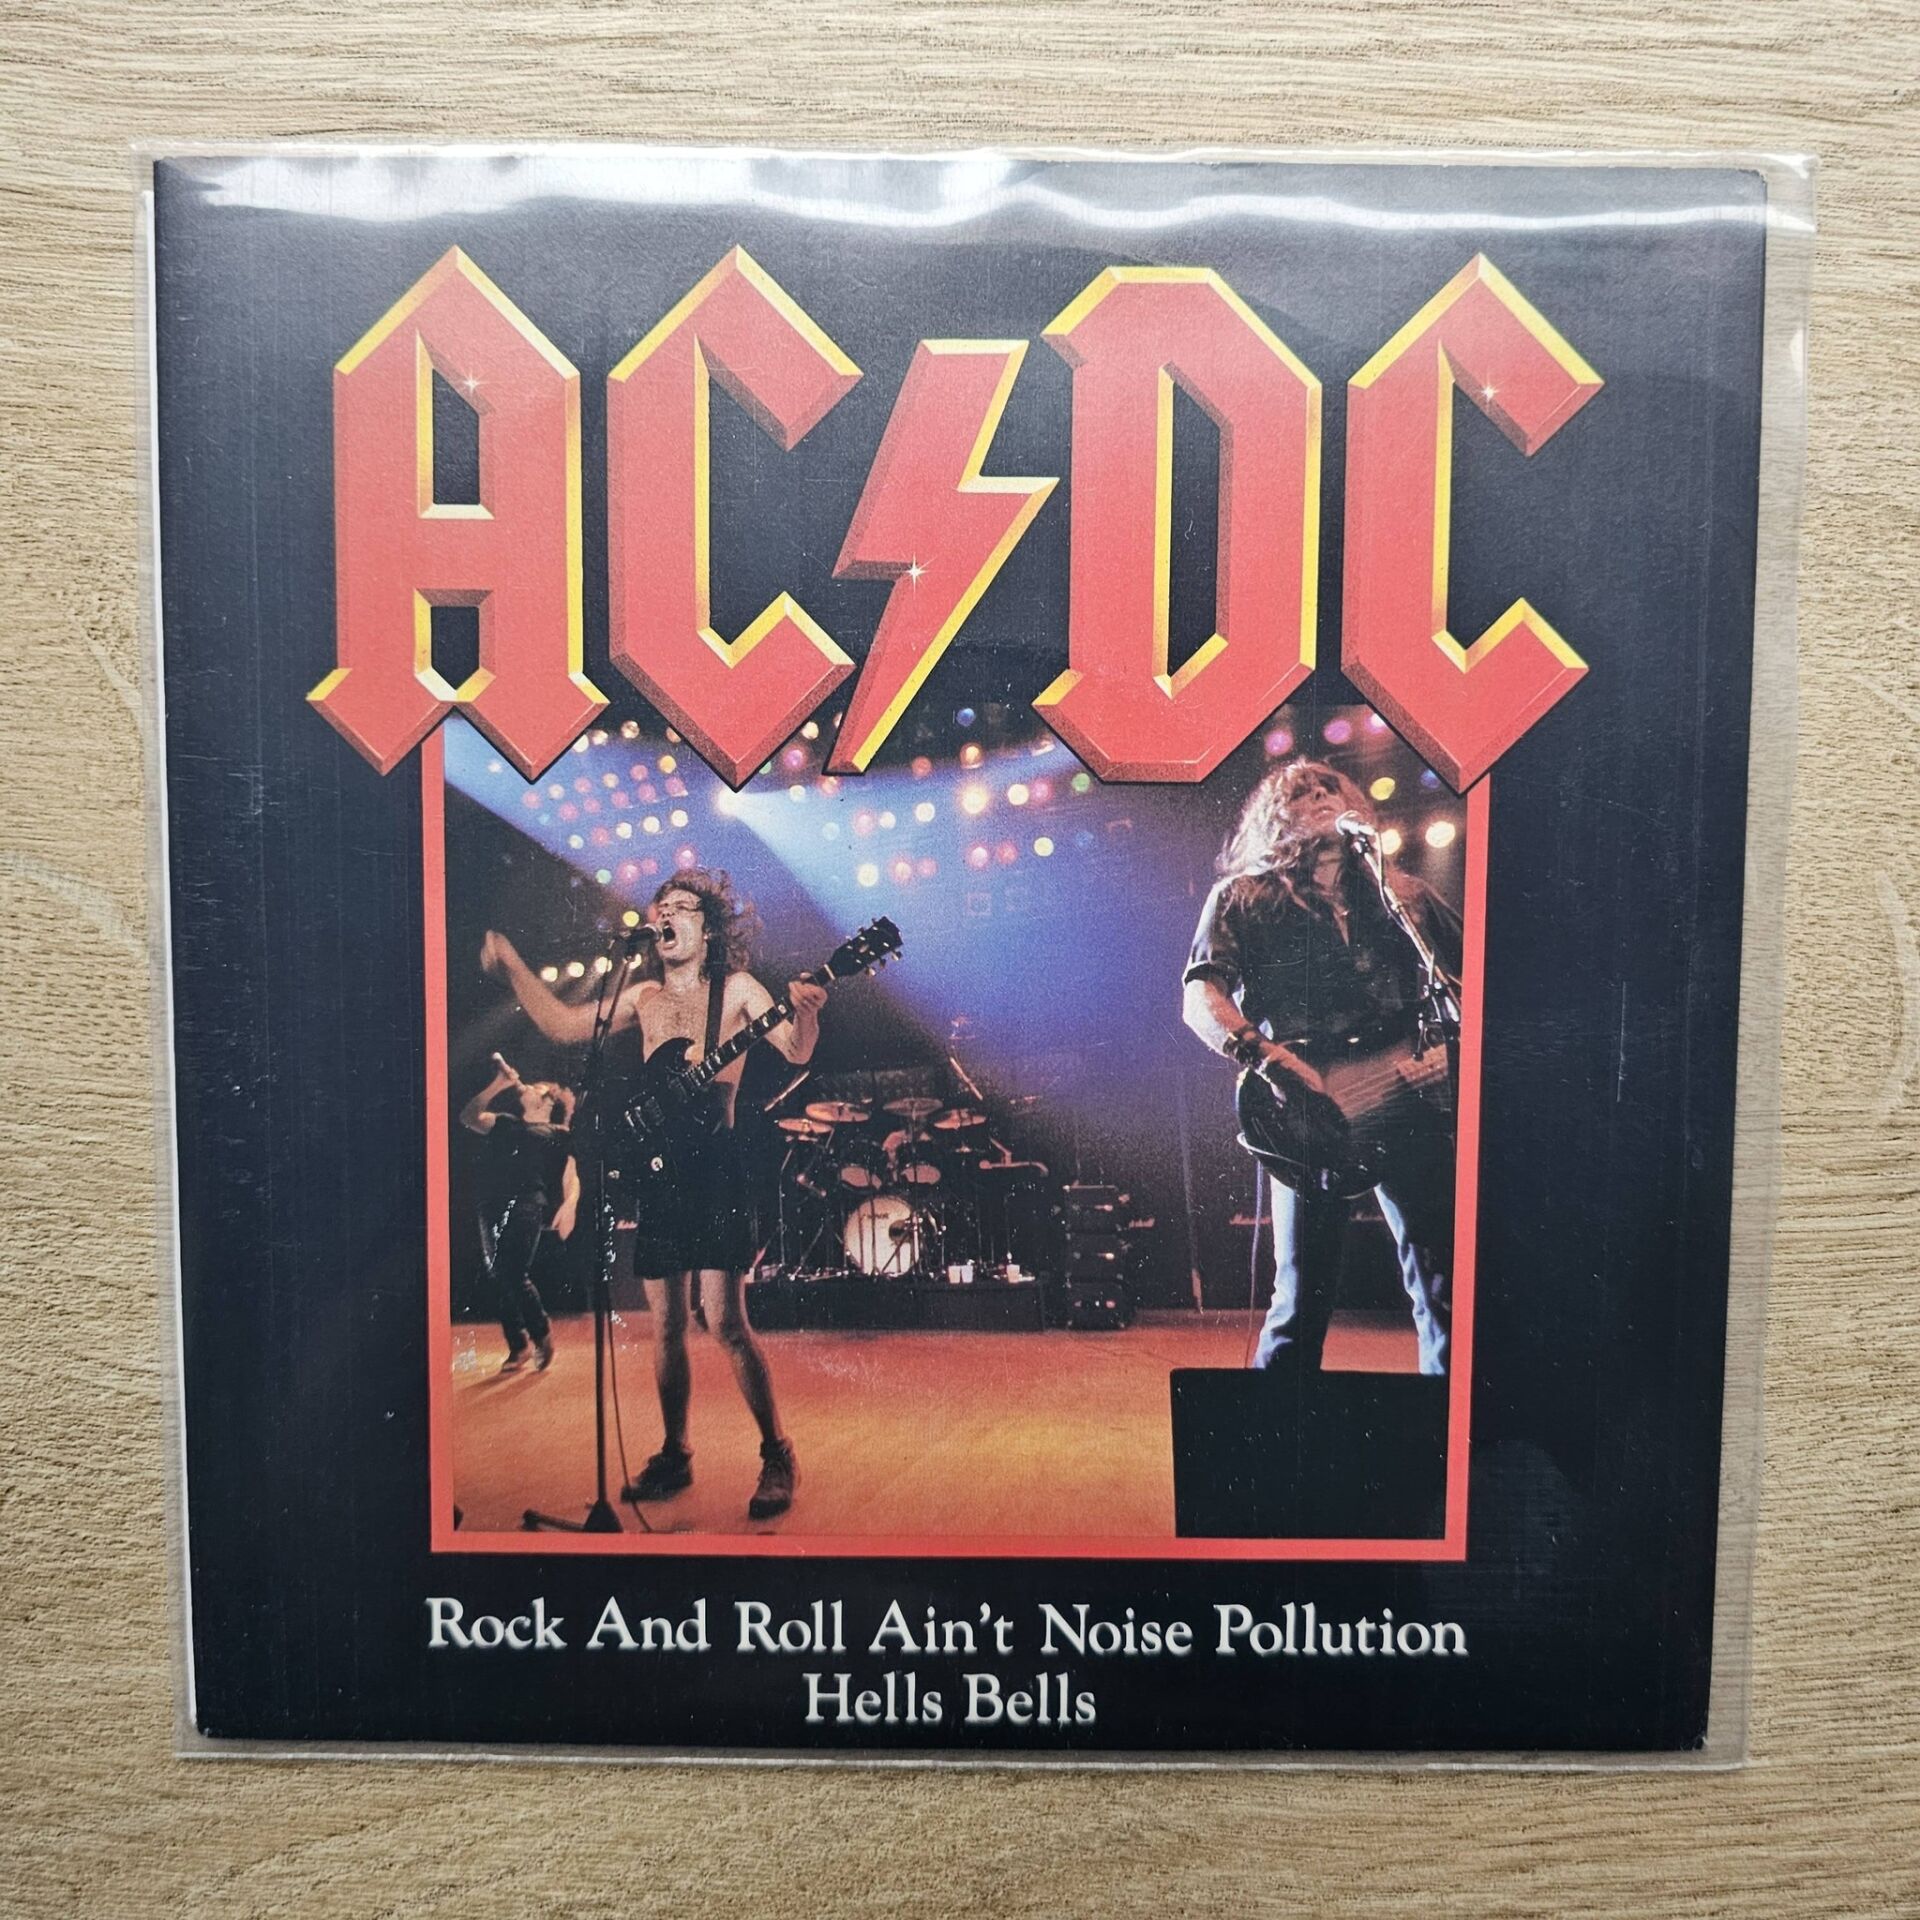 AC/DC
Rock And Roll Ain't Noise Pollution
Hells Bells